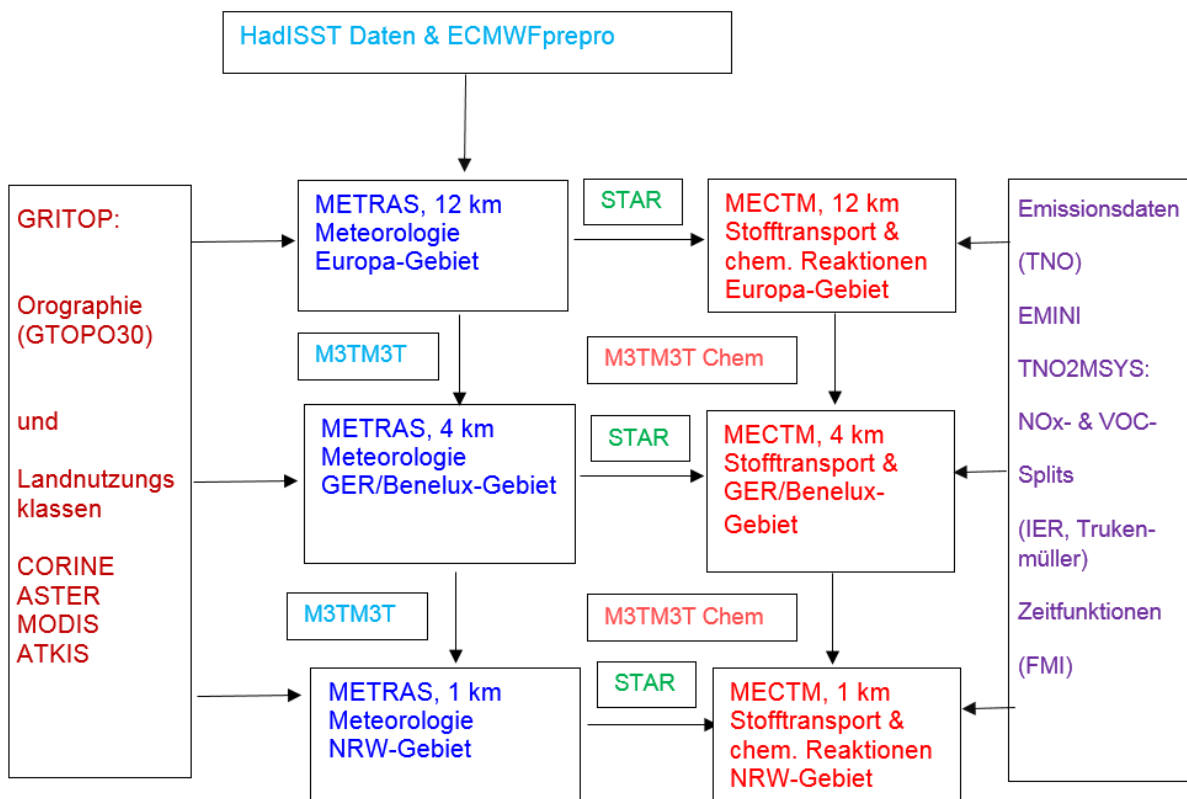 HadISST Daten & ECMWFprepro
GRITOP:
Orographie
(GTOPO30)
und
Landnutzungs
klassen
CORINE
ASTER
MODIS
ATKIS
METRAS, 12 km
Meteorologie
Europa-Gebiet
STAR
MECTM, 12 km
Stofftransport &
chem. Reaktionen
Europa-Gebiet
M3TM3T
M3TM3T Chem
METRAS, 4 km
Meteorologie
GER/Benelux-Gebiet
STAR
MECTM, 4 km
Stofftransport &
GER/Benelux-
Gebiet
M3TM3T
M3TM3T Chem
METRAS, 1 km
Meteorologie
NRW-Gebiet
STAR
MECTM, 1 km
Stofftransport &
chem. Reaktionen
NRW-Gebiet
Emissionsdaten
(TNO)
EMINI
TNO2MSYS:
NOx- & VOC-
Splits
(IER, Truken-
müller)
Zeitfunktionen
(FMI)